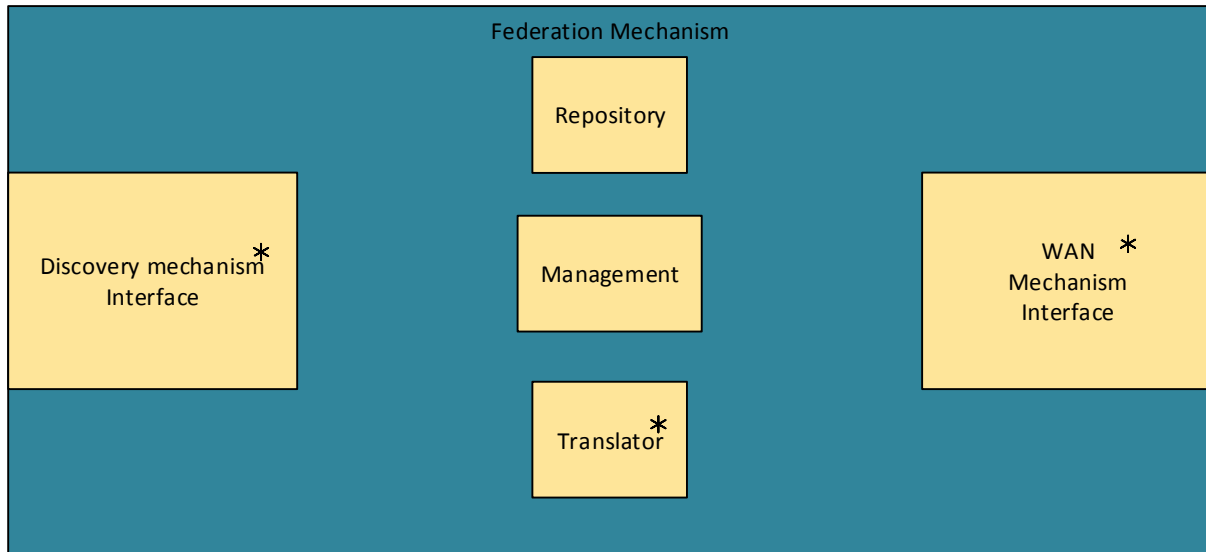 Federation Mechanism
Repository
Discovery mechanism*
Interface
Management
WAN *
Mechanism
Interface
Translator*